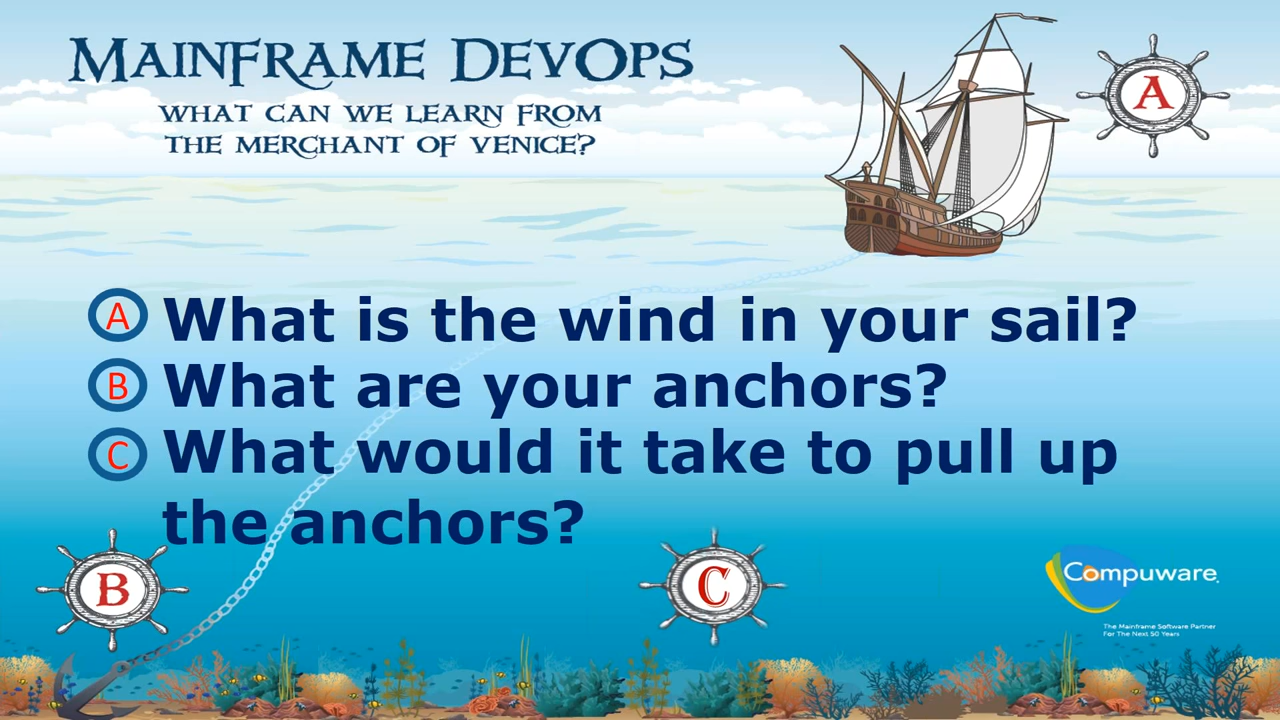 MAINFRAME DEVOPS
WHAT CAN WE LEARN FROM
THE MERCHANT OF VENICE?
A
A What is the wind in your sail?
B What are your anchors?
C What would it take to pull up
the anchors?
B
C
Compuware.
The Mainframe Software Partner
For The Next 50 Years